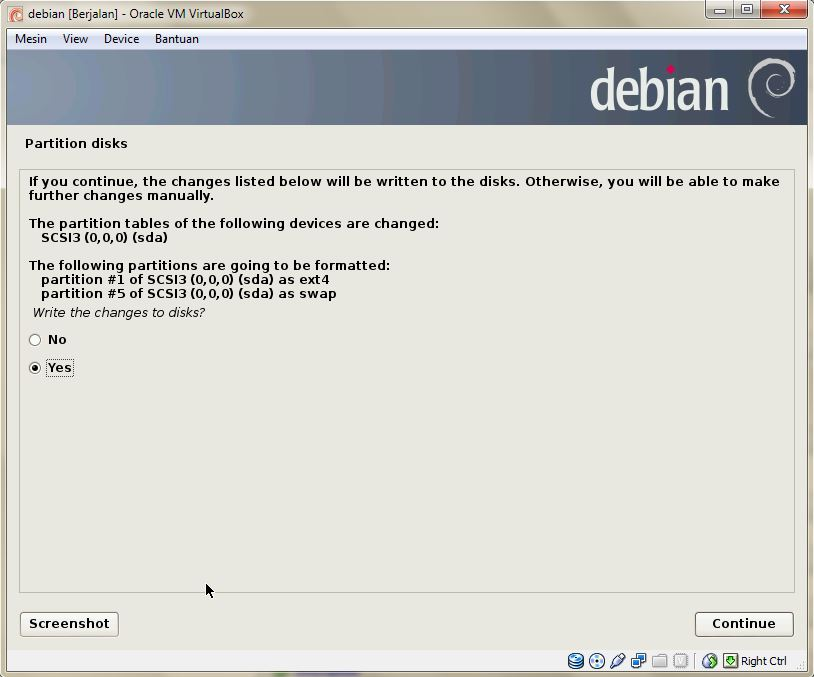 debian [Berjalan] - Oracle VM VirtualBox
Mesin View Device Bantuan
debian
Partition disks
If you continue, the changes listed below will be written to the disks. Otherwise, you will be able to make
further changes manually.
The partition tables of the following devices are changed:
SCSI3 (0,0,0) (sda)
The following partitions are going to be formatted:
partition #1 of SCSI3 (0,0,0) (sda) as ext4
partition #5 of SCSI3 (0,0,0) (sda) as swap
Write the changes to disks?
No
Yes
Screenshot Continue
Right Ctrl